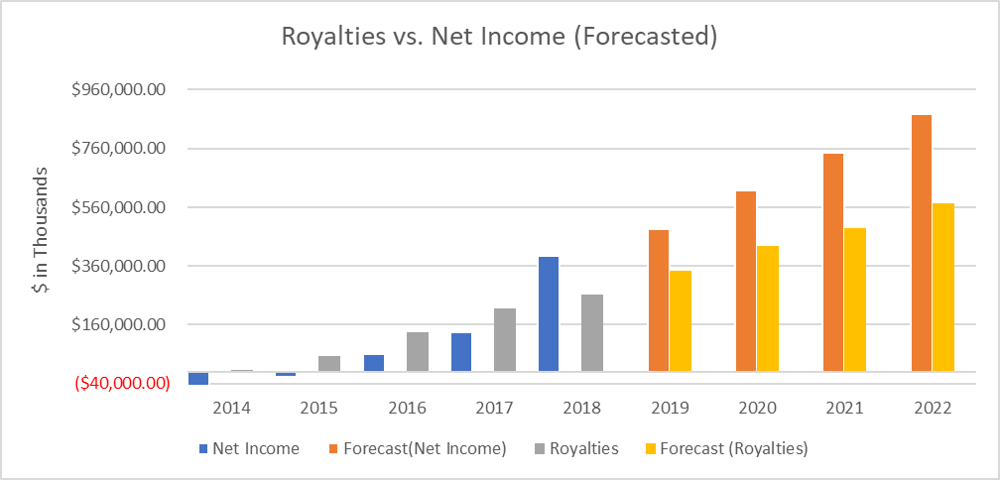 Royalties vs. Net Income (Forecasted)
$960,000.00
$760,000.00
$560,000.00
$360,000.00
$160,000.00
($40,000.00)
$ in Thousands
2014 2015 2016 2017 2018 2019 2020 2021 2022
Net Income Forecast(Net Income) Royalties Forecast (Royalties)